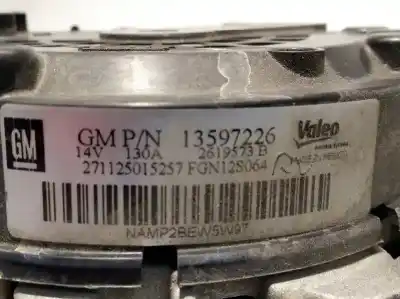 GM
GM P/N 13597226
Valeo
14V 130A 2619573 B
271125015257 FGN12S064
NAMP2BEW5W97